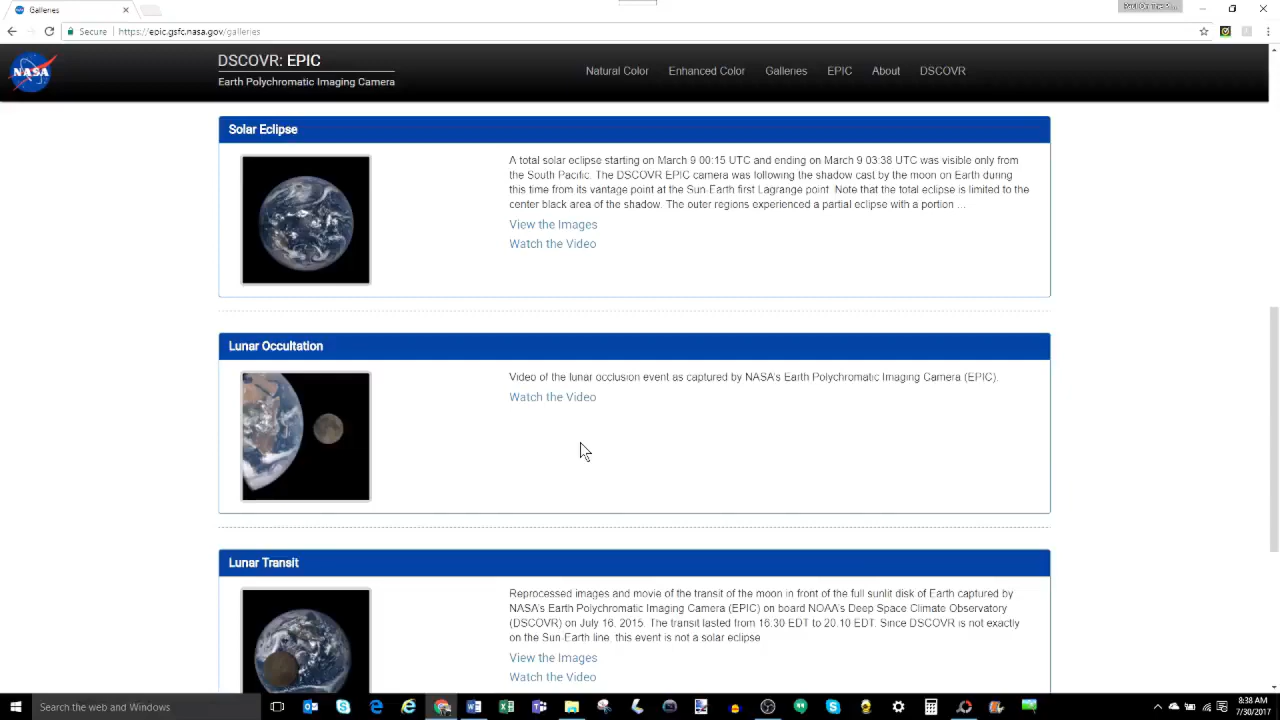 Galleries
Secure
https://epic.gsfc.nasa.gov/galleries
NASA
DSCOVR: EPIC
Earth Polychromatic Imaging Camera
Natural Color
Enhanced Color
Galleries
EPIC
About
DSCOVR
Solar Eclipse
A total solar eclipse starting on March 9 00:15 UTC and ending on March 9 03:38 UTC was visible only from
the South Pacific. The DSCOVR EPIC camera was following the shadow cast by the moon on Earth during
this time from its vantage point at the Sun-Earth first Lagrange point. Note that the total eclipse is limited to the
center black area of the shadow. The outer regions experienced a partial eclipse with a portion ...
View the Images
Watch the Video
Lunar Occultation
Video of the lunar occlusion event as captured by NASA's Earth Polychromatic Imaging Camera (EPIC).
Watch the Video
Lunar Transit
Reprocessed images and movie of the transit of the moon in front of the full sunlit disk of Earth captured by
NASA's Earth Polychromatic Imaging Camera (EPIC) on board NOAA's Deep Space Climate Observatory
(DSCOVR) on July 16, 2015. The transit lasted from 16:30 EDT to 20:10 EDT. Since DSCOVR is not exactly
on the Sun-Earth line, this event is not a solar eclipse
View the Images
Watch the Video
Search the web and Windows
8:38 AM
7/30/2017